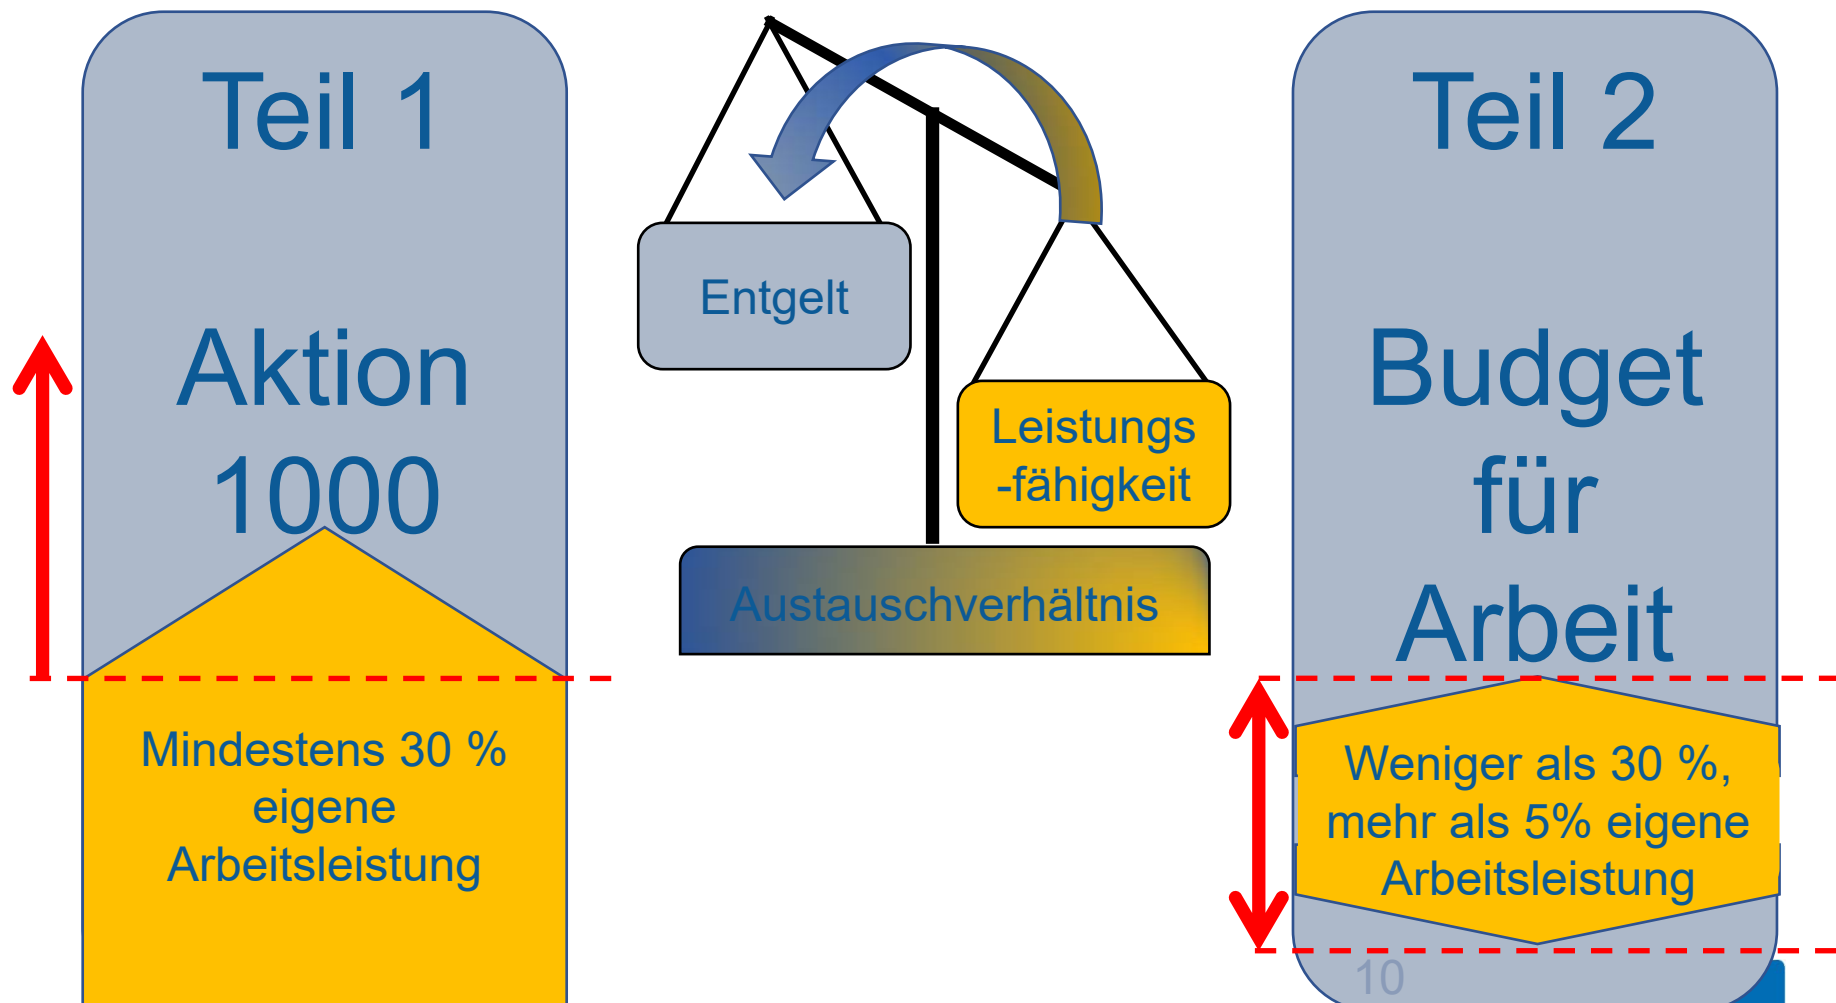 Teil 1
Aktion
1000
Mindestens 30 %
eigene
Arbeitsleistung
Entgelt
Leistungs
-fähigkeit
Austauschverhältnis
Teil 2
Budget
für
Arbeit
Weniger als 30 %,
mehr als 5% eigene
Arbeitsleistung
10